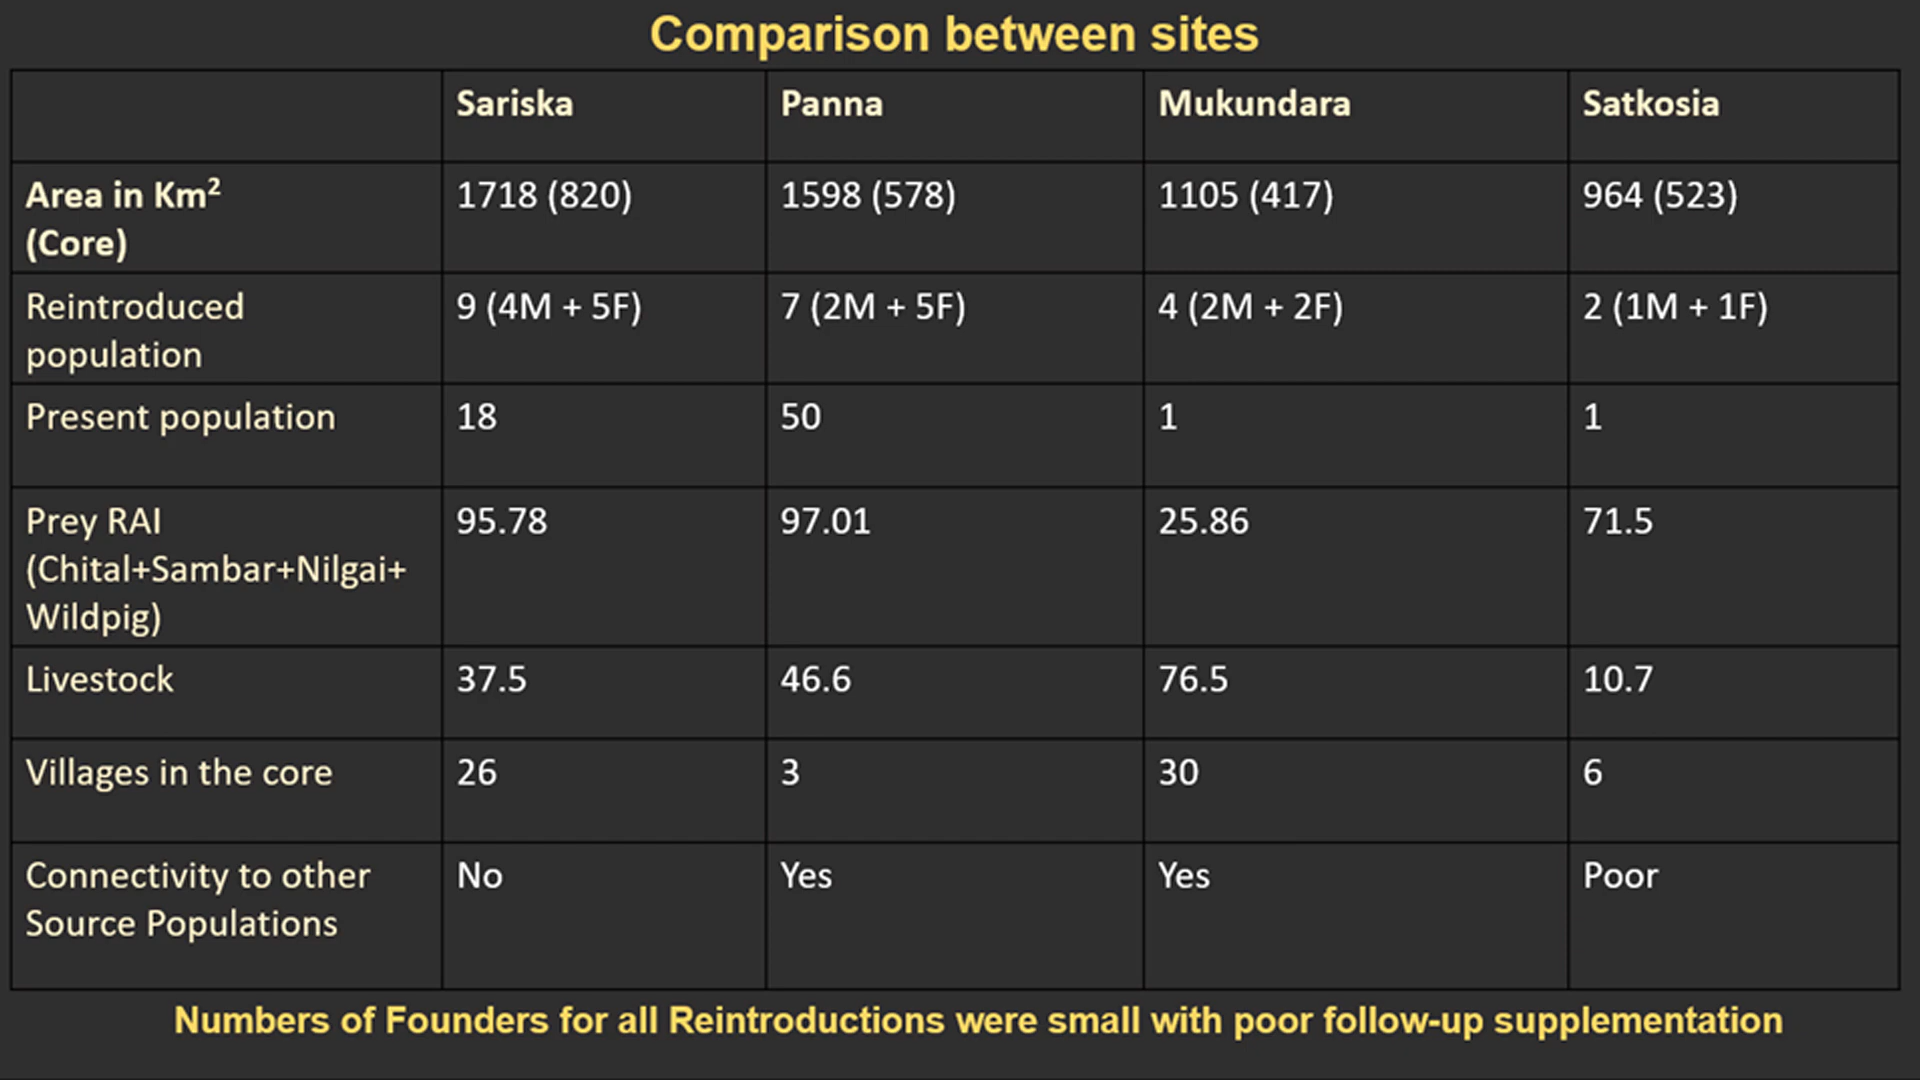 Comparison between sites
Sariska Panna Mukundara Satkosia
Area in Km² 1718 (820) 1598 (578) 1105 (417) 964 (523)
(Core)
Reintroduced 9 (4M + 5F) 7 (2M + 5F) 4 (2M + 2F) 2 (1M + 1F)
population
Present population 18 50 1 1
Prey RAI 95.78 97.01 25.86 71.5
(Chital+Sambar+Nilgai+
Wildpig)
Livestock 37.5 46.6 76.5 10.7
Villages in the core 26 3 30 6
Connectivity to other No Yes Yes Poor
Source Populations
Numbers of Founders for all Reintroductions were small with poor follow-up supplementation